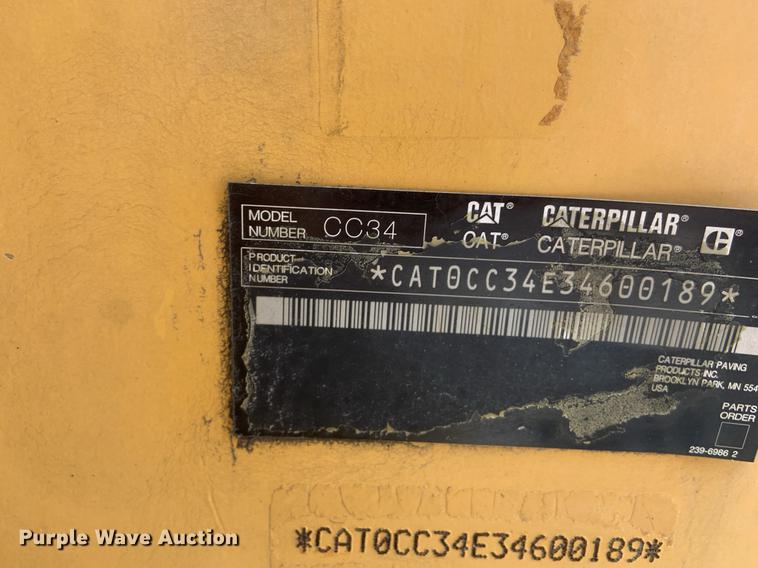 MODEL
NUMBER CC34
CAT® CATERPILLAR®
CAT® CATERPILLAR® C
PRODUCT
IDENTIFICATION
NUMBER
*CAT0CC34E34600189*
CATERPILLAR PAVING
PRODUCTS INC.
BROOKLYN PARK, MN 554
USA
PARTS
ORDER
239-6986 2
*CAT0CC34E34600189*
Purple Wave Auction